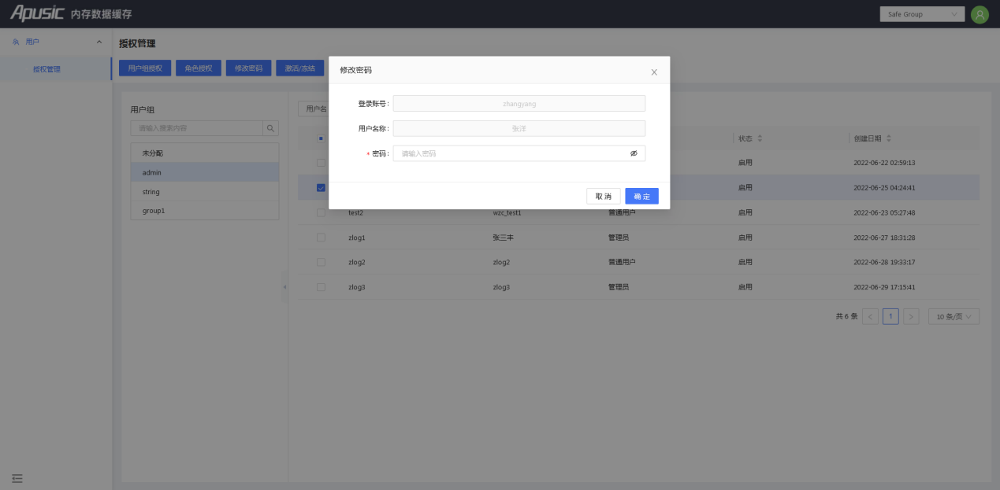 Apusic 内存数据缓存
Safe Group
用户
授权管理
授权管理
用户组授权 角色授权 修改密码 激活/冻结
用户组
请输入搜索内容
未分配
admin
string
group1
用户名
状态 创建日期
启用 2022-06-22 02:59:13
启用 2022-06-25 04:24:41
test2 wzc_test1 普通用户 启用 2022-06-23 05:27:48
zlog1 张三丰 管理员 启用 2022-06-27 18:31:28
zlog2 zlog2 普通用户 启用 2022-06-28 19:33:17
zlog3 zlog3 管理员 启用 2022-06-29 17:15:41
共 6 条 < 1 > 10 条/页
修改密码
登录账号: zhangyang
用户名称: 张洋
* 密码: 请输入密码
取 消 确 定